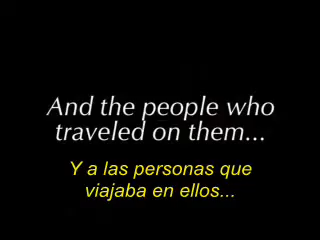 And the people who
traveled on them...
Y a las personas que
viajaba en ellos...